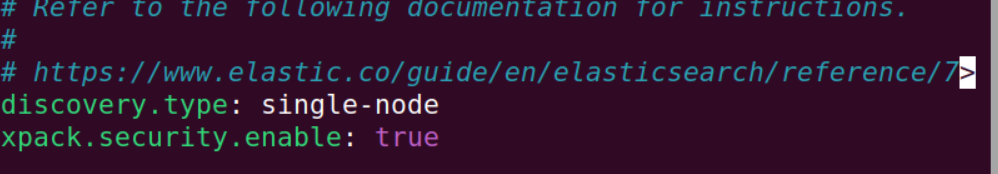 # Refer to the following documentation for instructions.
#
# https://www.elastic.co/guide/en/elasticsearch/reference/7>
discovery.type: single-node
xpack.security.enable: true